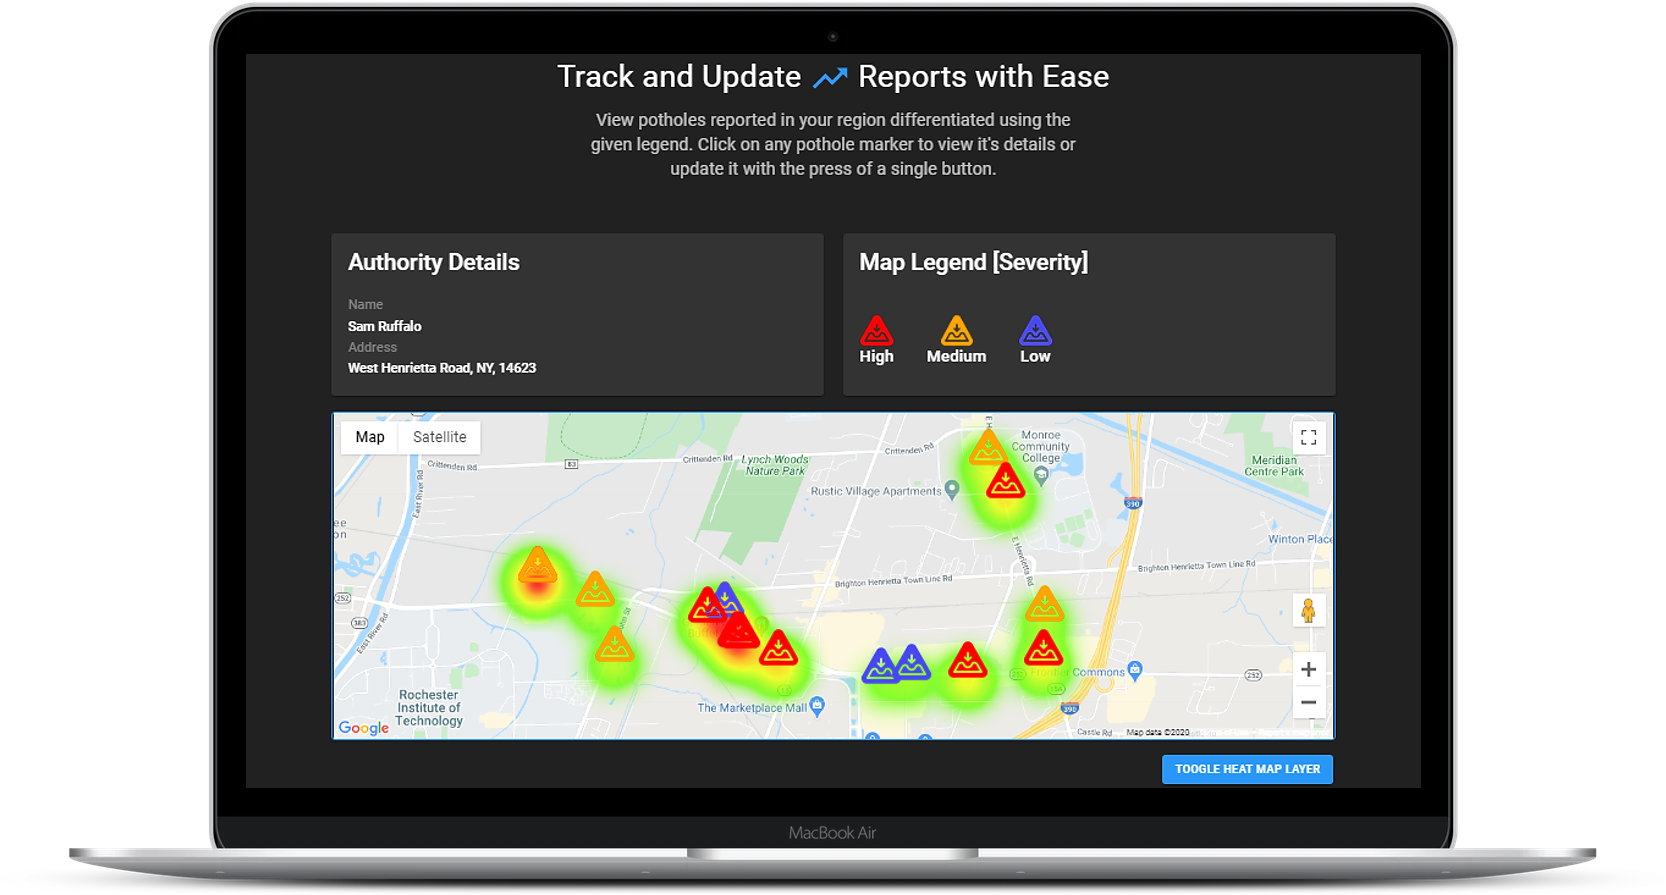 Track and Update Reports with Ease
View potholes reported in your region differentiated using the
given legend. Click on any pothole marker to view it's details or
update it with the press of a single button.
Authority Details
Name
Sam Ruffalo
Address
West Henrietta Road, NY, 14623
Map Legend [Severity]
High
Medium
Low
Map
Satellite
Crittenden Rd
83
Crittenden Rd
Lynch Woods
Nature Park
Crittenden Rd
Monroe
Community
College
Meridian
Centre Park
East River Rd
Rustic Village Apartments
390
Winton Place
E Henrietta Rd
Brighton Henrietta Town Line Rd
Brighton Henrietta Town Line Rd
252
383
East River Rd
Frontier Commons
252
15A
15
Rochester
Institute of
Technology
The Marketplace Mall
390
Castle Rd
Google
Map data ©2020
TOOGLE HEAT MAP LAYER
MacBook Air